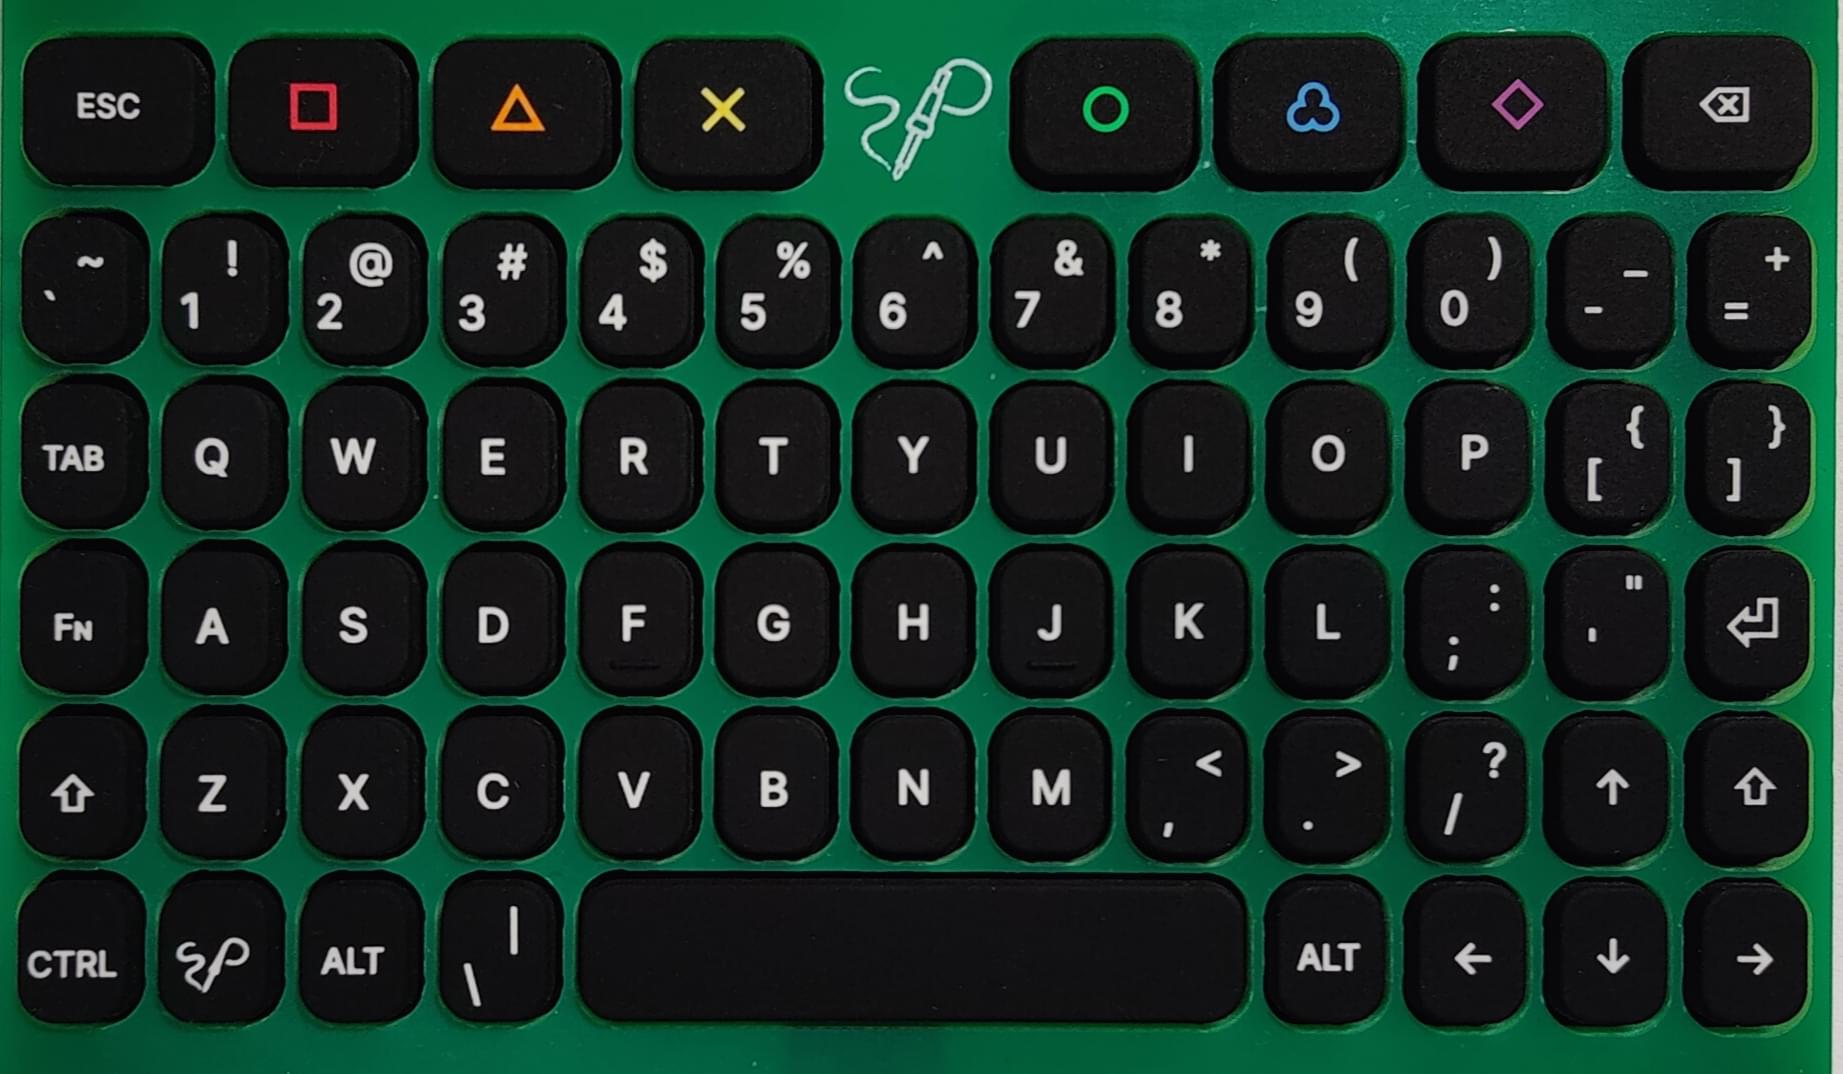 ESC
~ ! @ # $ % ^ & * ( ) _ +
` 1 2 3 4 5 6 7 8 9 0 - =
TAB Q W E R T Y U I O P [ { ] }
FN A S D F G H J K L ; : ' "
Z X C V B N M , < . > / ? ↑
CTRL ALT \ | ALT ← ↓ →